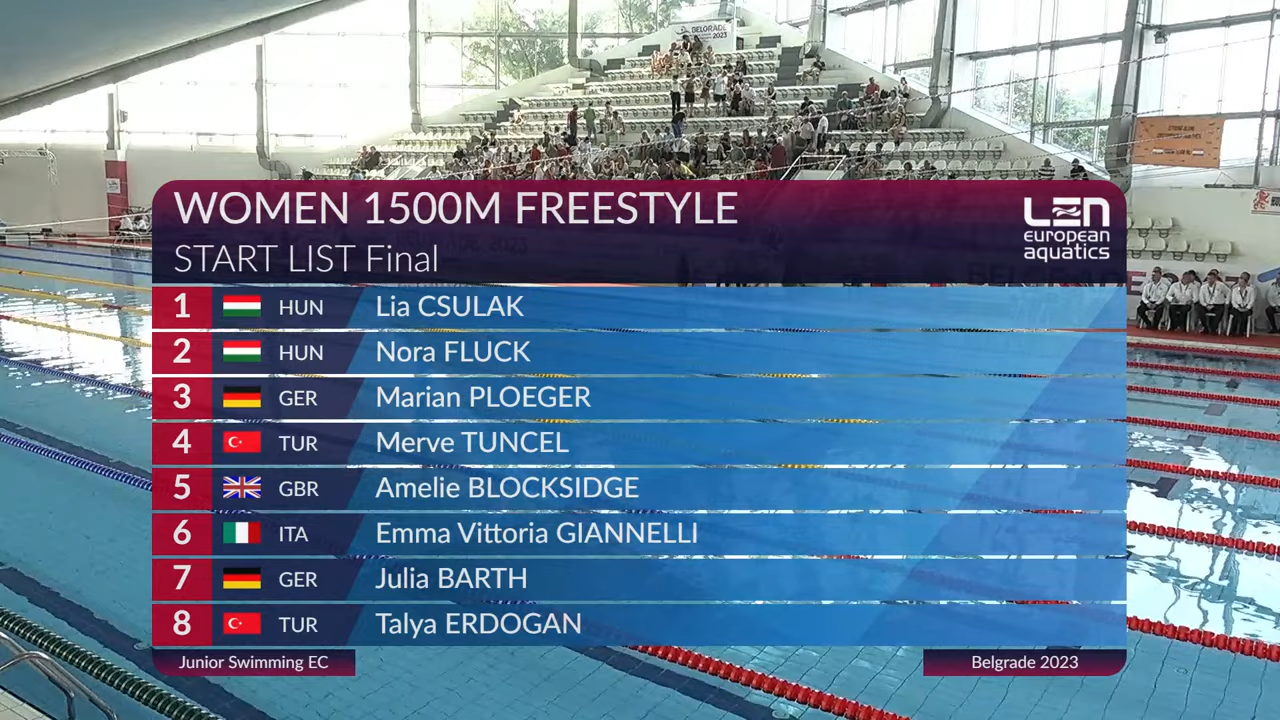 BELGRADE
2023
WOMEN 1500M FREESTYLE
START LIST Final
LEN
european
aquatics
1 HUN Lia CSULAK
2 HUN Nora FLUCK
3 GER Marian PLOEGER
4 TUR Merve TUNCEL
5 GBR Amelie BLOCKSIDGE
6 ITA Emma Vittoria GIANNELLI
7 GER Julia BARTH
8 TUR Talya ERDOGAN
Junior Swimming EC
Belgrade 2023